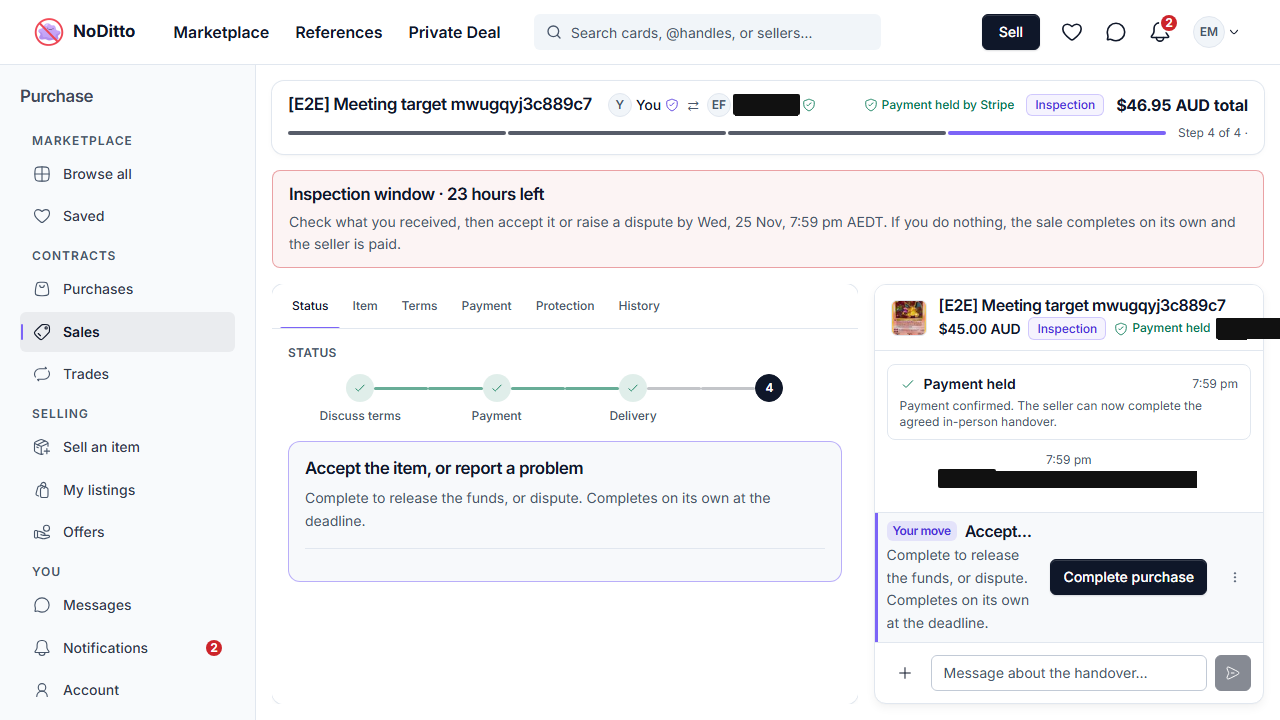 NoDitto
Marketplace
References
Private Deal
Search cards, @handles, or sellers...
Sell
2
EM
Purchase
MARKETPLACE
Browse all
Saved
CONTRACTS
Purchases
Sales
Trades
SELLING
Sell an item
My listings
Offers
YOU
Messages
Notifications
2
Account
[E2E] Meeting target mwugqyj3c889c7
Y You
EF
Payment held by Stripe
Inspection
$46.95 AUD total
Step 4 of 4 ·
Inspection window · 23 hours left
Check what you received, then accept it or raise a dispute by Wed, 25 Nov, 7:59 pm AEDT. If you do nothing, the sale completes on its own and
the seller is paid.
Status
Item
Terms
Payment
Protection
History
STATUS
4
Discuss terms
Payment
Delivery
Accept the item, or report a problem
Complete to release the funds, or dispute. Completes on its own at the
deadline.
[E2E] Meeting target mwugqyj3c889c7
$45.00 AUD
Inspection
Payment held
Payment held
7:59 pm
Payment confirmed. The seller can now complete the
agreed in-person handover.
7:59 pm
Your move
Accept...
Complete to release
the funds, or dispute.
Completes on its own
at the deadline.
Complete purchase
Message about the handover...